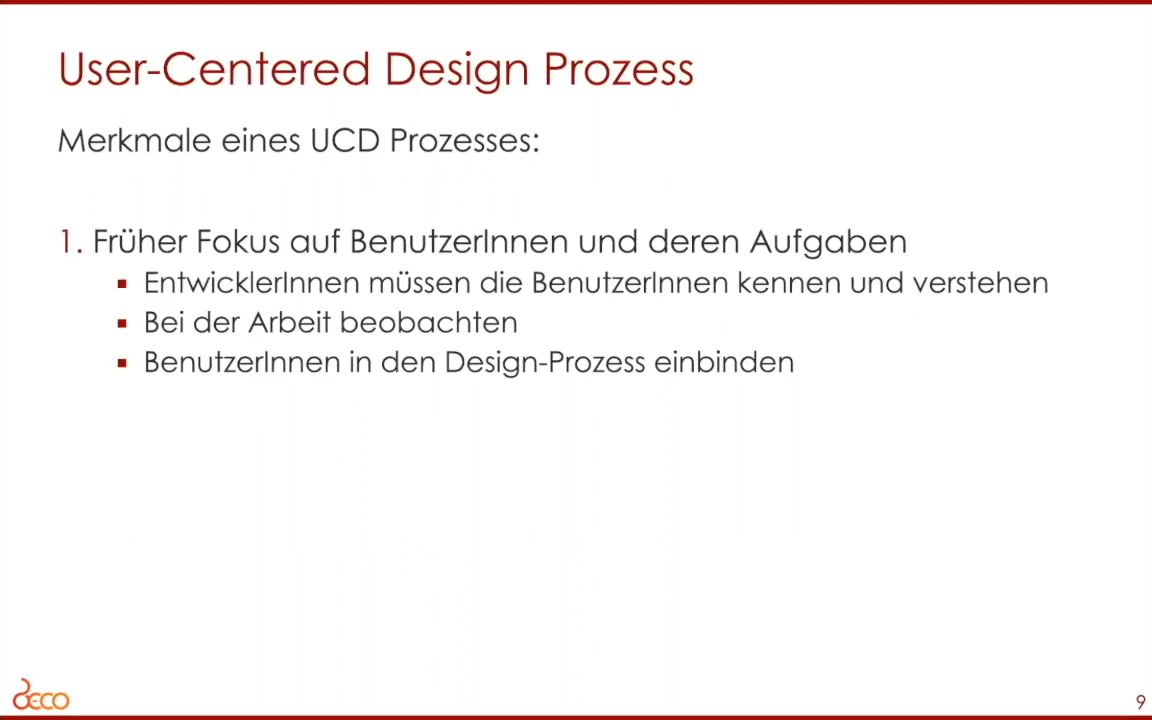 User-Centered Design Prozess
Merkmale eines UCD Prozesses:
1. Früher Fokus auf BenutzerInnen und deren Aufgaben
▪ EntwicklerInnen müssen die BenutzerInnen kennen und verstehen
▪ Bei der Arbeit beobachten
▪ BenutzerInnen in den Design-Prozess einbinden
DECO
9